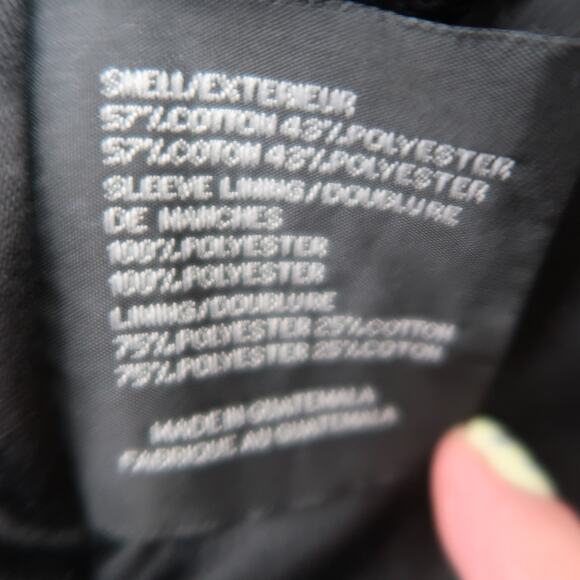 SHELL/EXTERIEUR
57%COTTON 43%POLYESTER
57%COTON 43%POLYESTER
SLEEVE LINING/DOUBLURE
DE MANCHES
100%POLYESTER
100%POLYESTER
LINING/DOUBLURE
75%POLYESTER 25%COTTON
75%POLYESTER 25%COTON
MADE IN GUATEMALA
FABRIQUE AU GUATEMALA